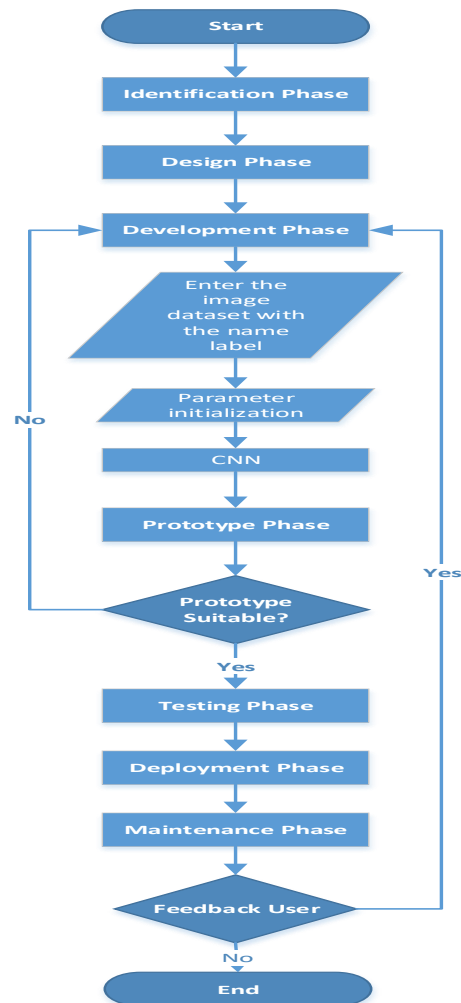 Start
Identification Phase
Design Phase
Development Phase
Enter the
image
dataset with
the name
label
Parameter
initialization
No
CNN
Prototype Phase
Yes
Prototype
Suitable?
Yes
Testing Phase
Deployment Phase
Maintenance Phase
Feedback User
No
End